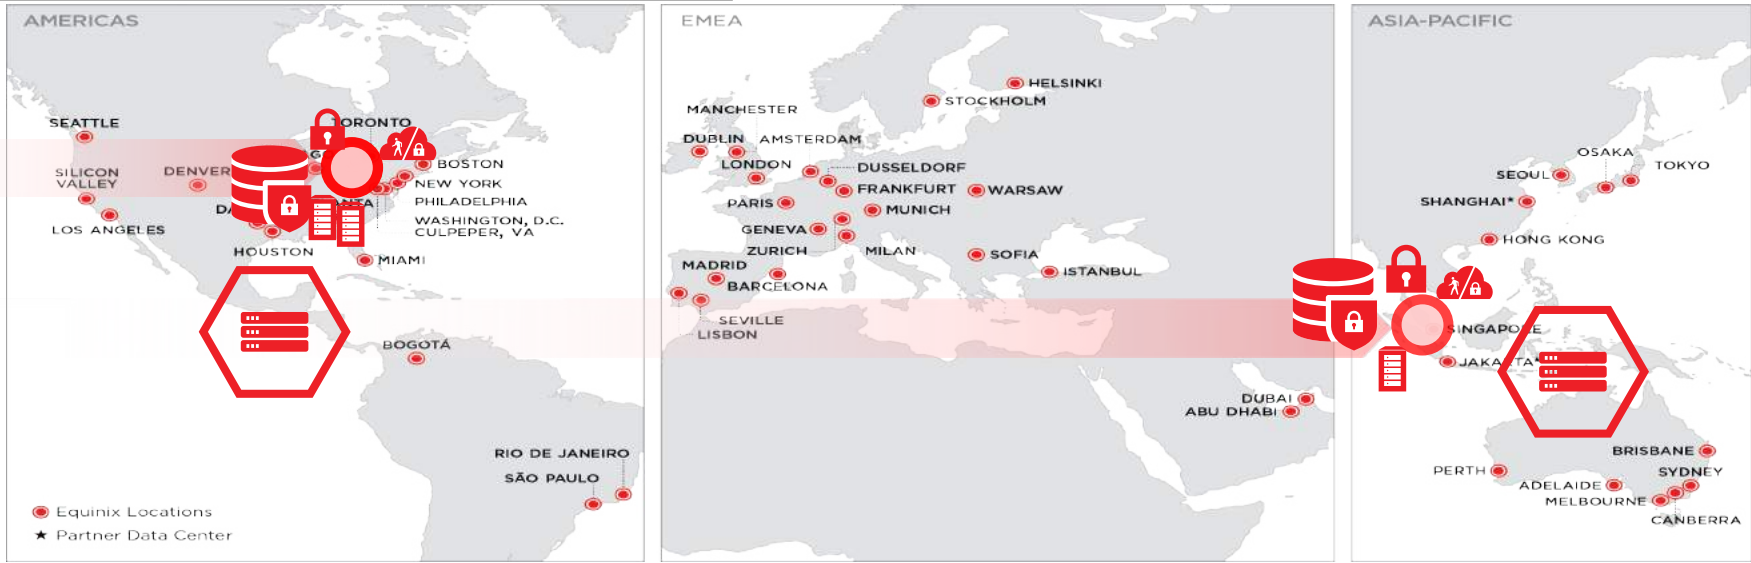 AMERICAS
SEATTLE
TORONTO
SILICON
VALLEY
DENVER
BOSTON
NEW YORK
PHILADELPHIA
WASHINGTON, D.C.
CULPEPER, VA
LOS ANGELES
HOUSTON
MIAMI
BOGOTÁ
RIO DE JANEIRO
SÃO PAULO
Equinix Locations
★ Partner Data Center
EMEA
HELSINKI
STOCKHOLM
MANCHESTER
DUBLIN
AMSTERDAM
LONDON
DUSSELDORF
FRANKFURT
WARSAW
PARIS
MUNICH
GENEVA
ZURICH
MILAN
SOFIA
MADRID
BARCELONA
ISTANBUL
SEVILLE
LISBON
DUBAI
ABU DHABI
ASIA-PACIFIC
OSAKA
TOKYO
SEOUL
SHANGHAI*
HONG KONG
SINGAPORE
JAKARTA*
BRISBANE
PERTH
SYDNEY
ADELAIDE
MELBOURNE
CANBERRA